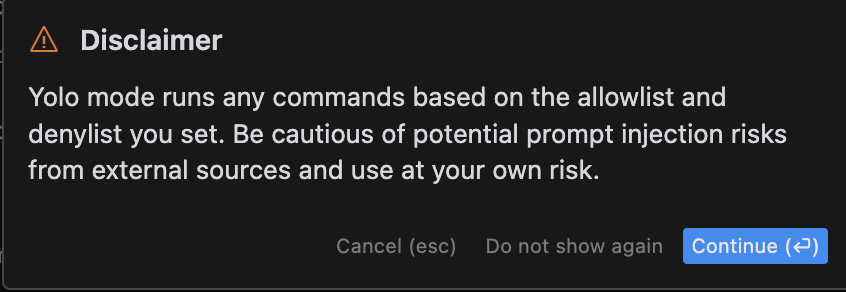 Disclaimer
Yolo mode runs any commands based on the allowlist and
denylist you set. Be cautious of potential prompt injection risks
from external sources and use at your own risk.
Cancel (esc) Do not show again Continue (⏎)